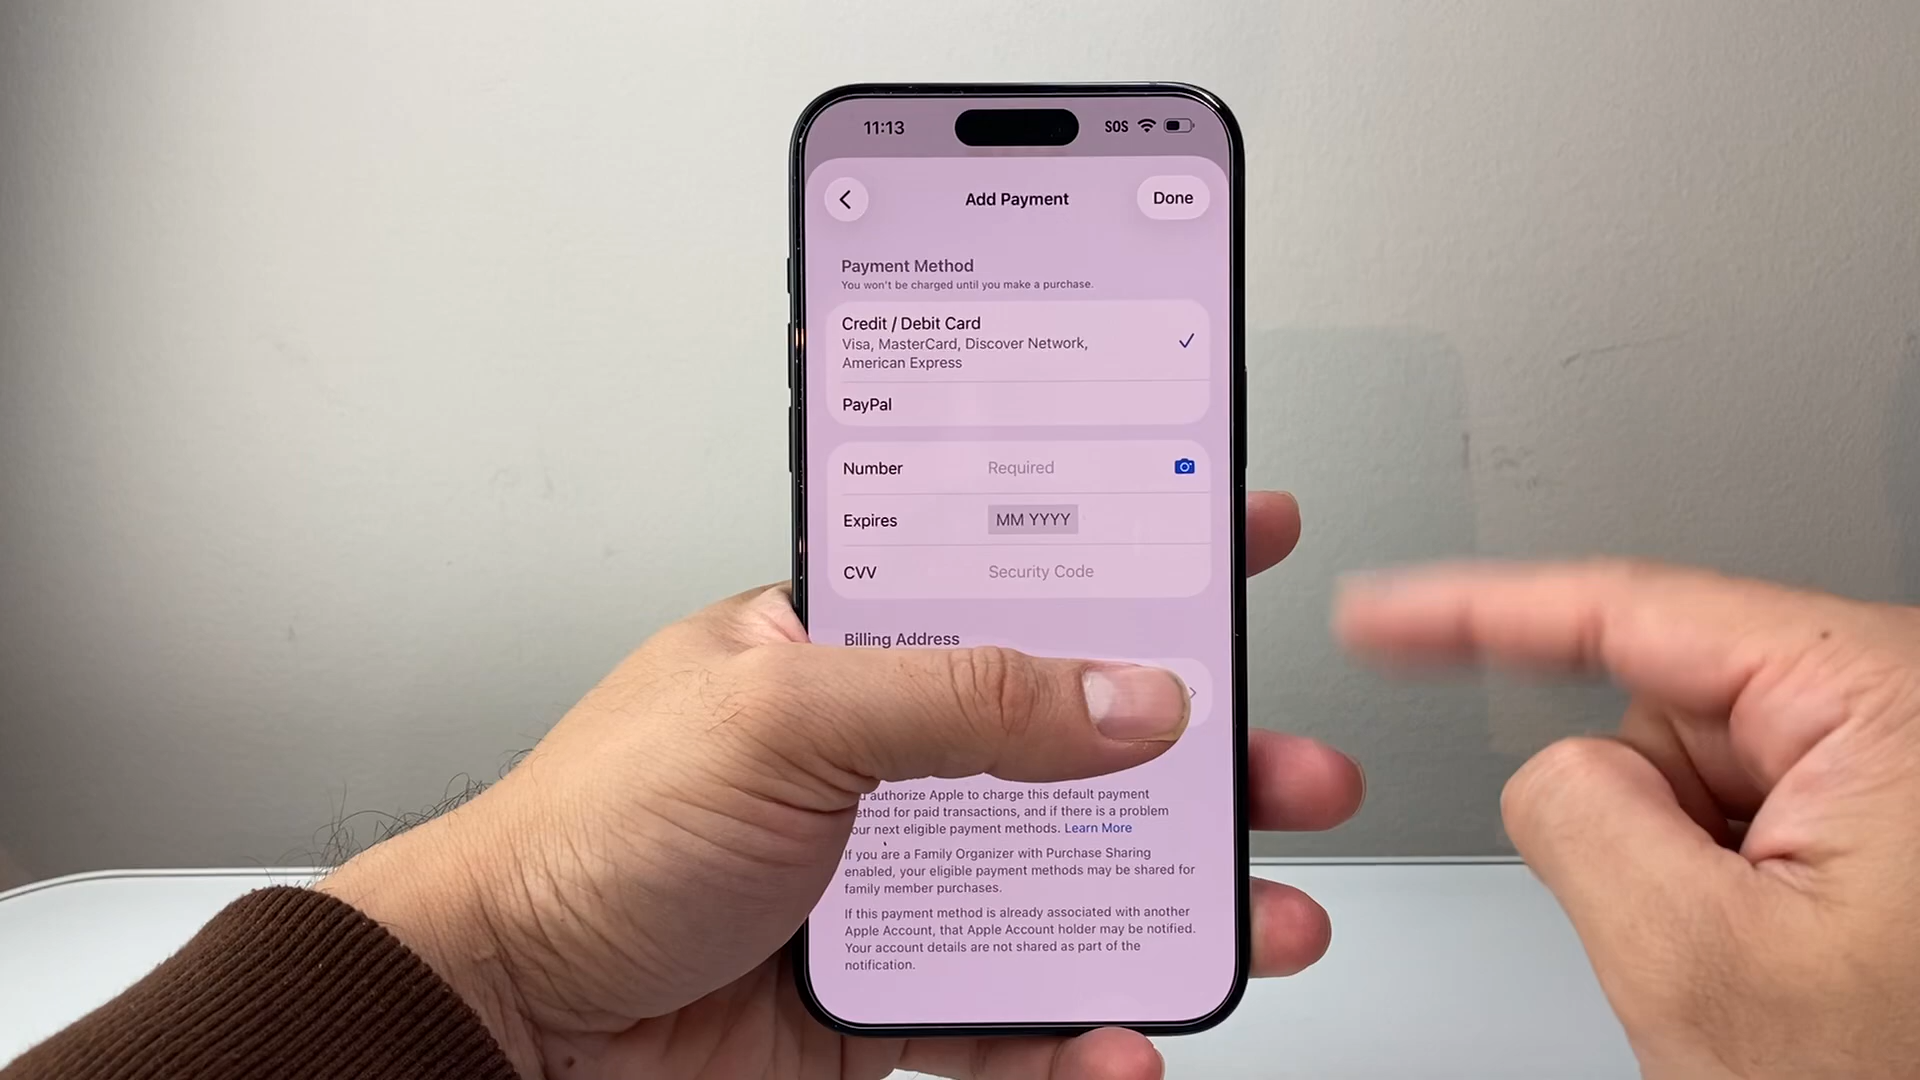 11:13
SOS
Add Payment
Done
Payment Method
You won't be charged until you make a purchase.
Credit / Debit Card
Visa, MasterCard, Discover Network,
American Express
PayPal
Number Required
Expires MM YYYY
CVV Security Code
Billing Address
authorize Apple to charge this default payment
for paid transactions, and if there is a problem
next eligible payment methods. Learn More
If you are a Family Organizer with Purchase Sharing
enabled, your eligible payment methods may be shared for
family member purchases.
If this payment method is already associated with another
Apple Account, that Apple Account holder may be notified.
Your account details are not shared as part of the
notification.